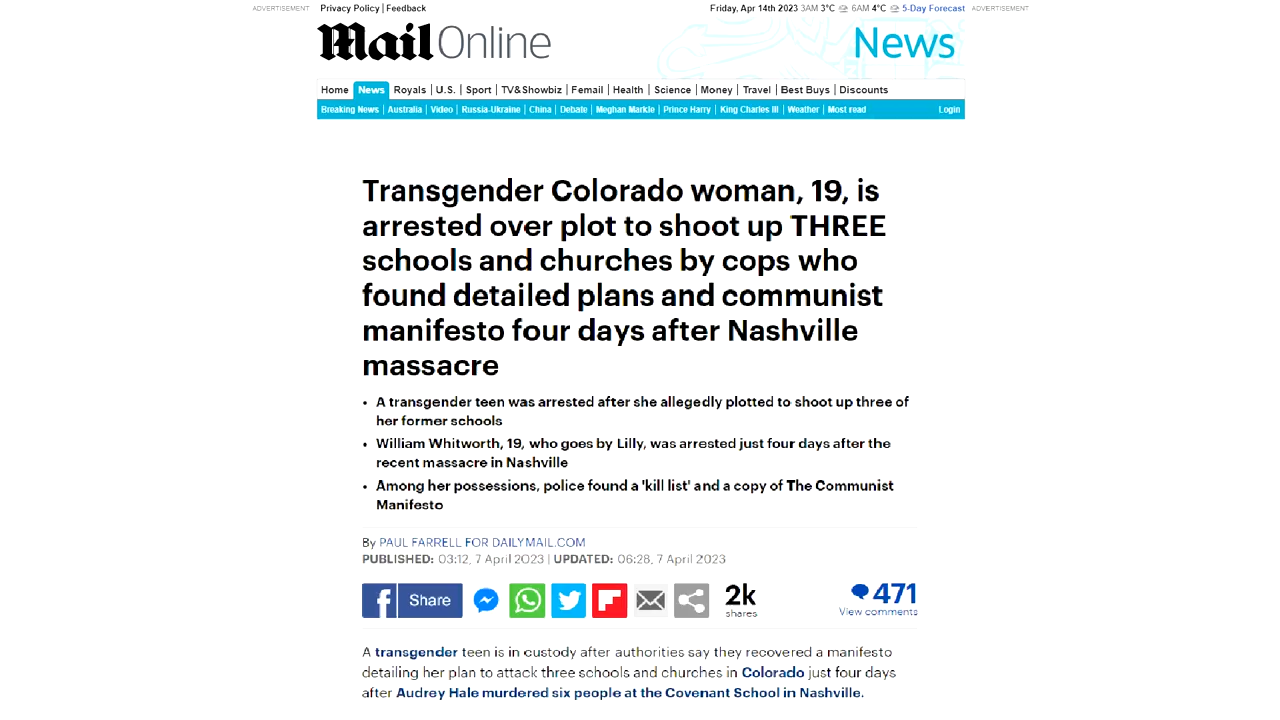 ADVERTISEMENT Privacy Policy | Feedback Friday, Apr 14th 2023 3AM 3°C 6AM 4°C 5-Day Forecast ADVERTISEMENT
Mail Online News
Home News Royals U.S. Sport TV&Showbiz Femail Health Science Money Travel Best Buys Discounts
Breaking News Australia Video Russia-Ukraine China Debate Meghan Markle Prince Harry King Charles III Weather Most read Login
Transgender Colorado woman, 19, is
arrested over plot to shoot up THREE
schools and churches by cops who
found detailed plans and communist
manifesto four days after Nashville
massacre
• A transgender teen was arrested after she allegedly plotted to shoot up three of
her former schools
• William Whitworth, 19, who goes by Lilly, was arrested just four days after the
recent massacre in Nashville
• Among her possessions, police found a 'kill list' and a copy of The Communist
Manifesto
By PAUL FARRELL FOR DAILYMAIL.COM
PUBLISHED: 03:12, 7 April 2023 | UPDATED: 06:28, 7 April 2023
Share 2k 471
shares View comments
A transgender teen is in custody after authorities say they recovered a manifesto
detailing her plan to attack three schools and churches in Colorado just four days
after Audrey Hale murdered six people at the Covenant School in Nashville.